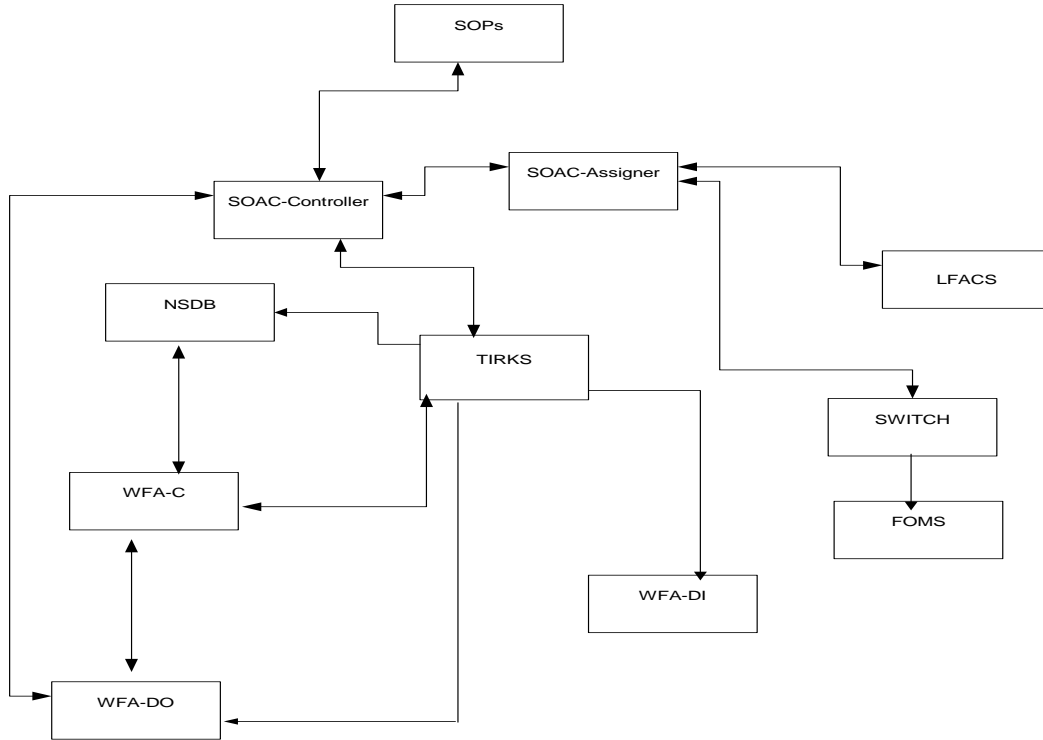 SOPs
SOAC-Assigner
SOAC-Controller
LFACS
NSDB
TIRKS
SWITCH
WFA-C
FOMS
WFA-DI
WFA-DO